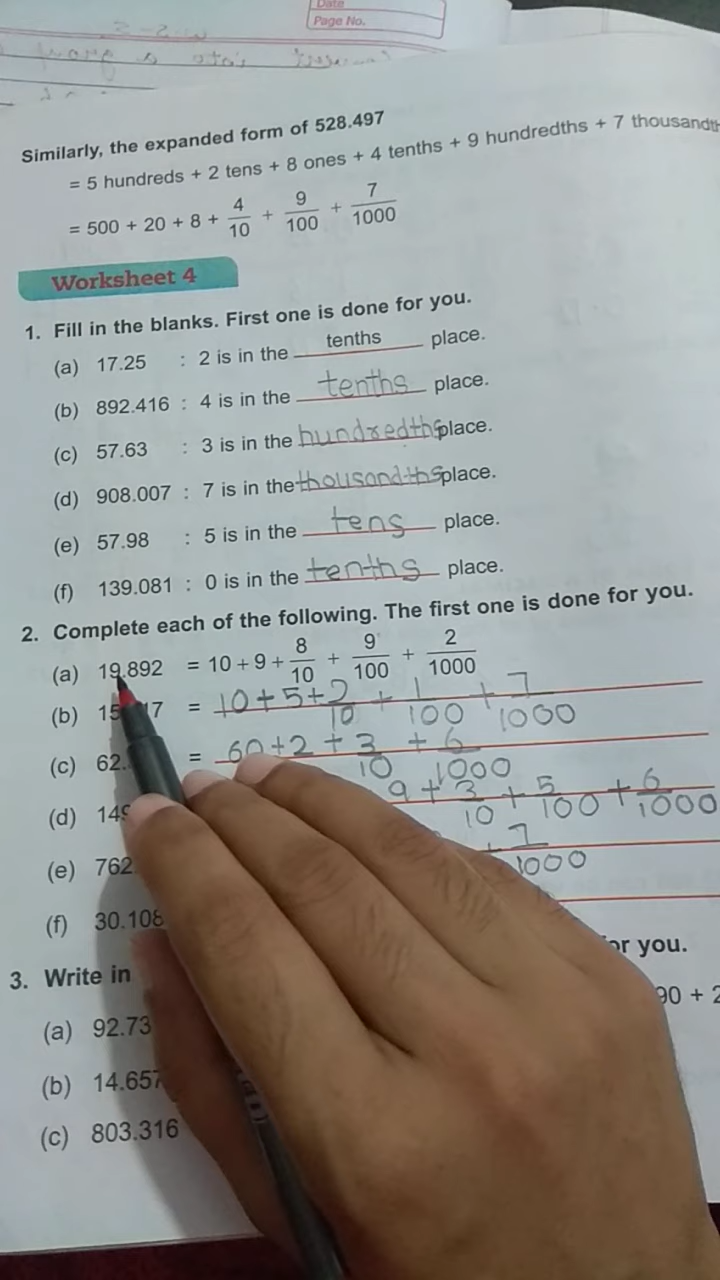 Date
Page No.
Similarly, the expanded form of 528.497
= 5 hundreds + 2 tens + 8 ones + 4 tenths + 9 hundredths + 7 thousandth
= 500 + 20 + 8 + 4/10 + 9/100 + 7/1000
Worksheet 4
1. Fill in the blanks. First one is done for you.
(a) 17.25 : 2 is in the tenths place.
(b) 892.416 : 4 is in the tenths place.
(c) 57.63 : 3 is in the hundredths place.
(d) 908.007 : 7 is in the thousandths place.
(e) 57.98 : 5 is in the tens place.
(f) 139.081 : 0 is in the tenths place.
2. Complete each of the following. The first one is done for you.
(a) 19.892 = 10 + 9 + 8/10 + 9/100 + 2/1000
(b) 15 17 = 10 + 5 + 2/10 + 1/100 + 7/1000
(c) 62. = 60 + 2 + 3/10 + 6/1000
(d) 149 9 + 3/10 + 5/100 + 6/1000
(e) 762 + 7/1000
(f) 30.108
3. Write in or you.
(a) 92.73 90 + 2
(b) 14.657
(c) 803.316